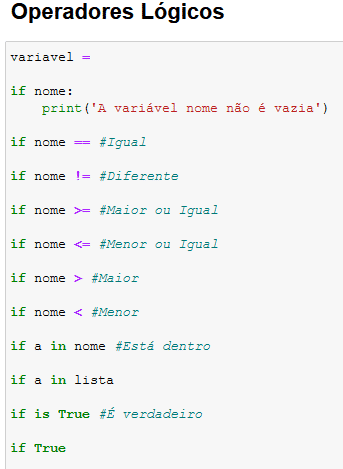 Operadores Lógicos
variavel =
if nome:
    print('A variável nome não é vazia')
if nome == #Igual
if nome != #Diferente
if nome >= #Maior ou Igual
if nome <= #Menor ou Igual
if nome > #Maior
if nome < #Menor
if a in nome #Está dentro
if a in lista
if is True #É verdadeiro
if True